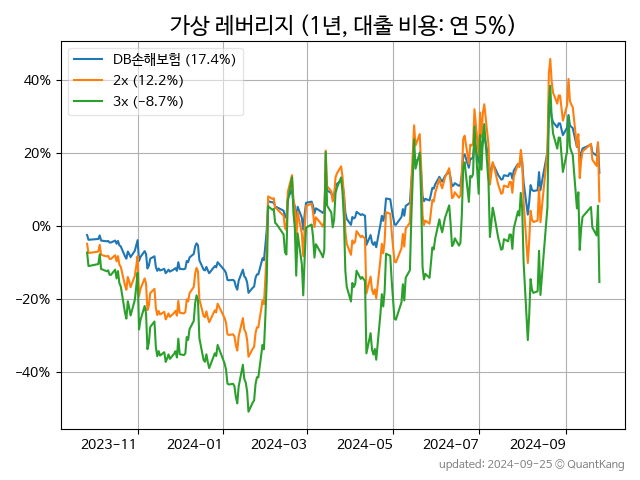 가상 레버리지 (1년, 대출 비용: 연 5%)
DB손해보험 (17.4%)
2x (12.2%)
3x (−8.7%)
40%
20%
0%
−20%
−40%
2023-11 2024-01 2024-03 2024-05 2024-07 2024-09
updated: 2024-09-25 © QuantKang